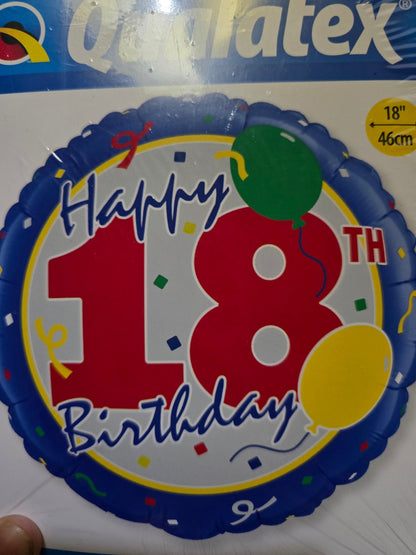 Qualatex®
18"
46cm
Happy
18TH
Birthday